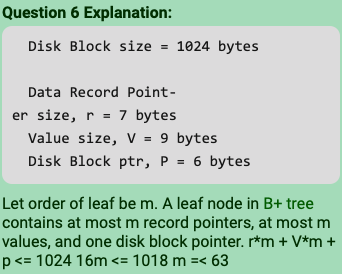 Question 6 Explanation:
Disk Block size = 1024 bytes
Data Record Point-
er size, r = 7 bytes
Value size, V = 9 bytes
Disk Block ptr, P = 6 bytes
Let order of leaf be m. A leaf node in B+ tree
contains at most m record pointers, at most m
values, and one disk block pointer. r*m + V*m +
p <= 1024 16m <= 1018 m =< 63